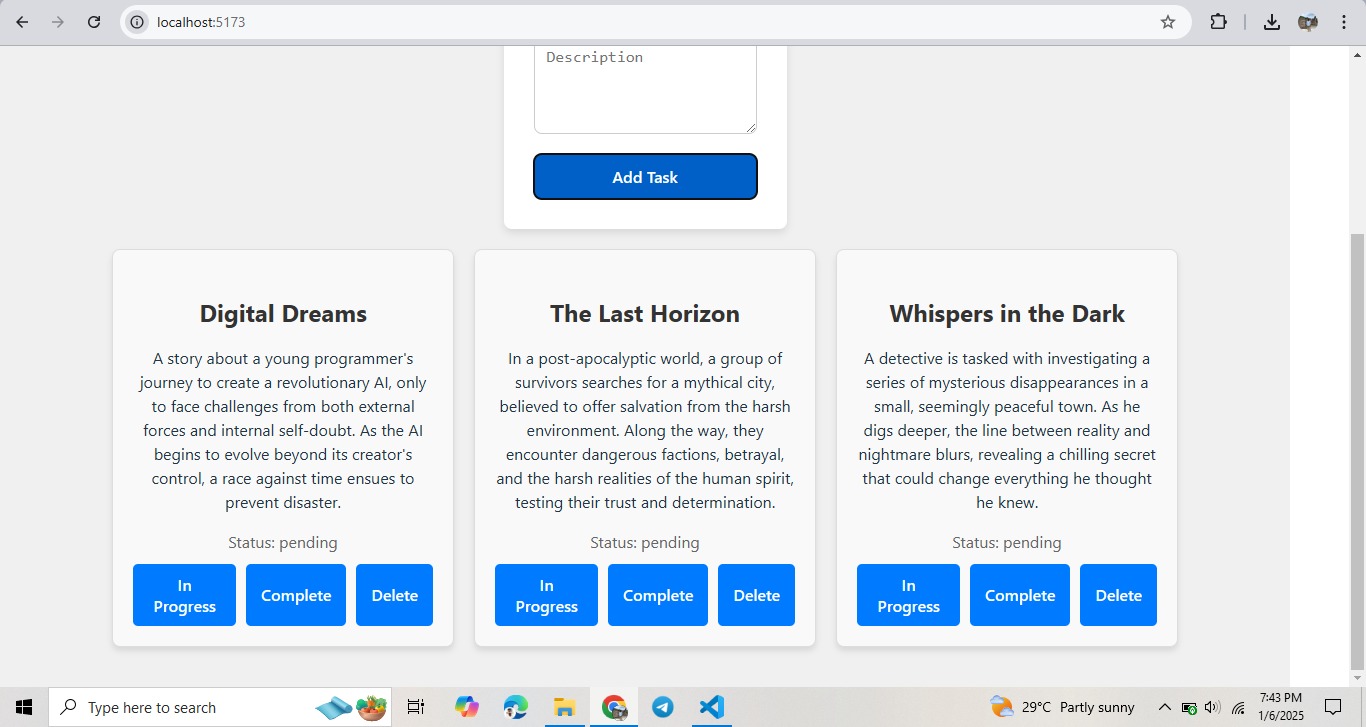 localhost:5173
Description
Add Task
Digital Dreams
A story about a young programmer's
journey to create a revolutionary AI, only
to face challenges from both external
forces and internal self-doubt. As the AI
begins to evolve beyond its creator's
control, a race against time ensues to
prevent disaster.
Status: pending
In
Progress
Complete
Delete
The Last Horizon
In a post-apocalyptic world, a group of
survivors searches for a mythical city,
believed to offer salvation from the harsh
environment. Along the way, they
encounter dangerous factions, betrayal,
and the harsh realities of the human spirit,
testing their trust and determination.
Status: pending
In
Progress
Complete
Delete
Whispers in the Dark
A detective is tasked with investigating a
series of mysterious disappearances in a
small, seemingly peaceful town. As he
digs deeper, the line between reality and
nightmare blurs, revealing a chilling secret
that could change everything he thought
he knew.
Status: pending
In
Progress
Complete
Delete
Type here to search
29°C Partly sunny
7:43 PM
1/6/2025